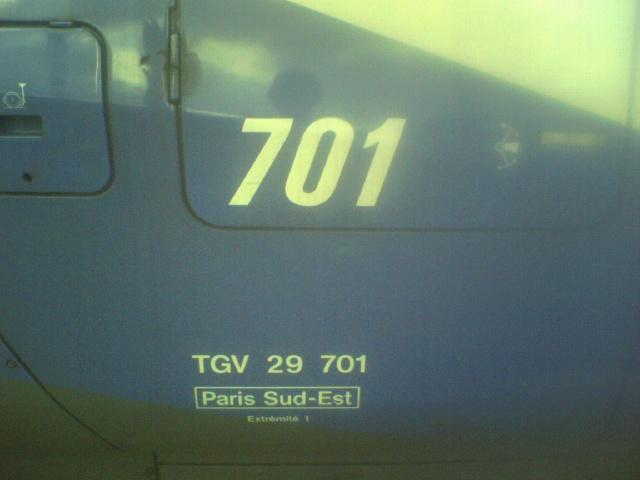 701
TGV 29 701
Paris Sud-Est
Extrémité 1